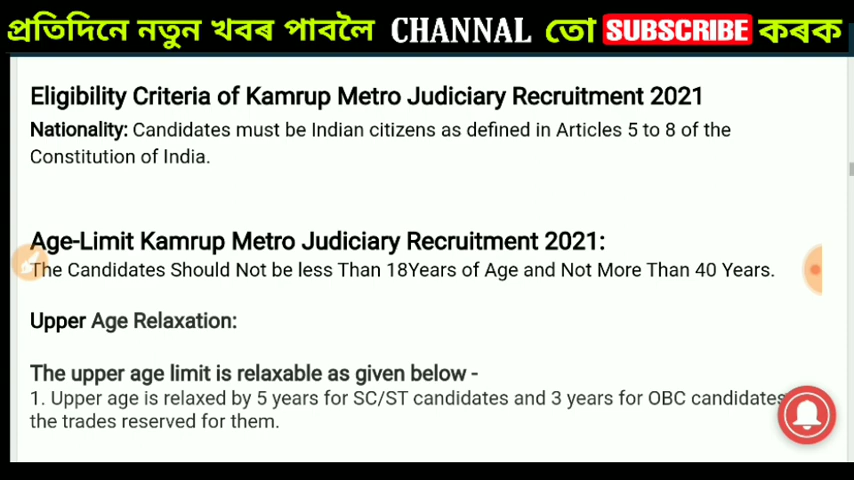 প্ৰতিদিনে নতুন খবৰ পাবলৈ CHANNAL তো SUBSCRIBE কৰক
Eligibility Criteria of Kamrup Metro Judiciary Recruitment 2021
Nationality: Candidates must be Indian citizens as defined in Articles 5 to 8 of the
Constitution of India.
Age-Limit Kamrup Metro Judiciary Recruitment 2021:
The Candidates Should Not be less Than 18Years of Age and Not More Than 40 Years.
Upper Age Relaxation:
The upper age limit is relaxable as given below -
1. Upper age is relaxed by 5 years for SC/ST candidates and 3 years for OBC candidates
the trades reserved for them.